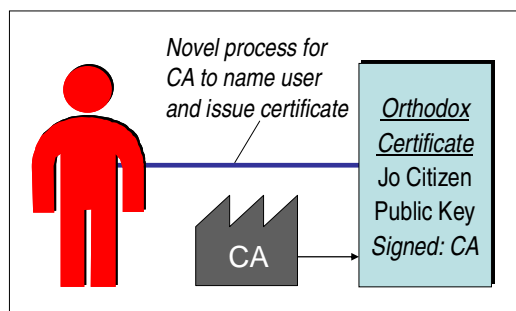 Novel process for
CA to name user
and issue certificate
Orthodox
Certificate
Jo Citizen
Public Key
Signed: CA
CA